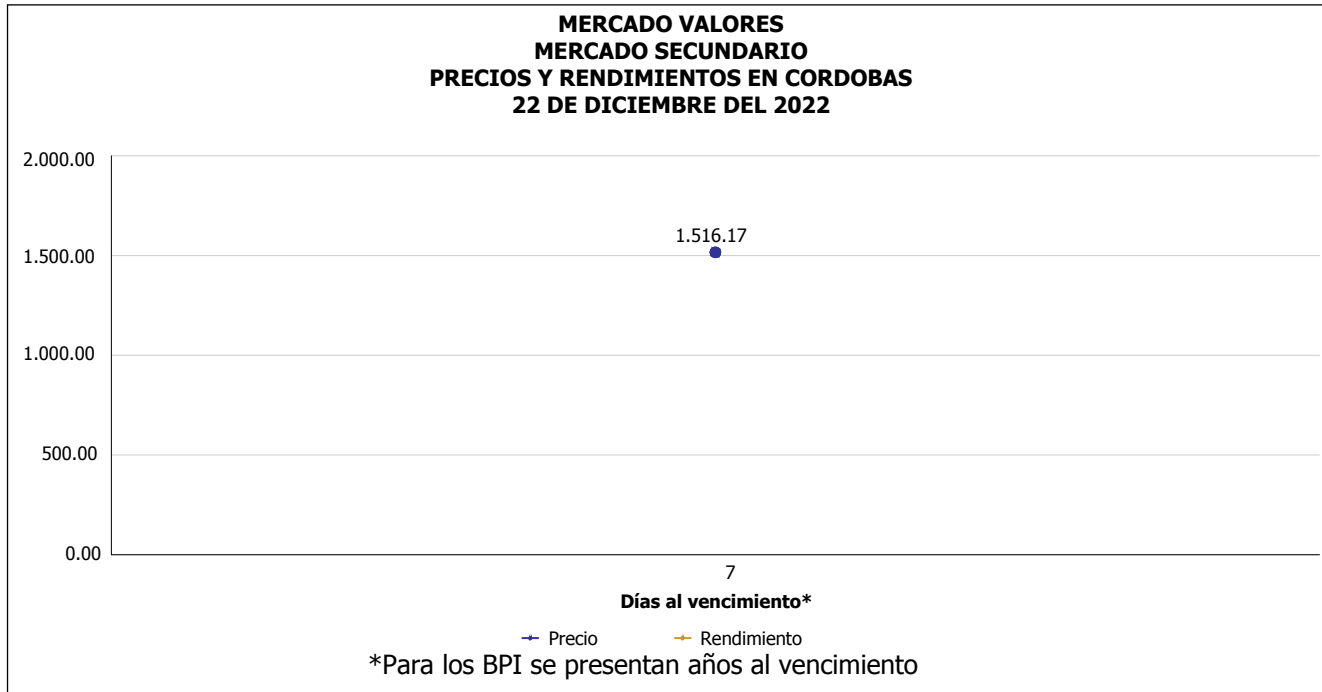 MERCADO VALORES
MERCADO SECUNDARIO
PRECIOS Y RENDIMIENTOS EN CORDOBAS
22 DE DICIEMBRE DEL 2022
2.000.00
1.516.17
1.500.00
1.000.00
500.00
0.00
7
Días al vencimiento*
Precio Rendimiento
*Para los BPI se presentan años al vencimiento